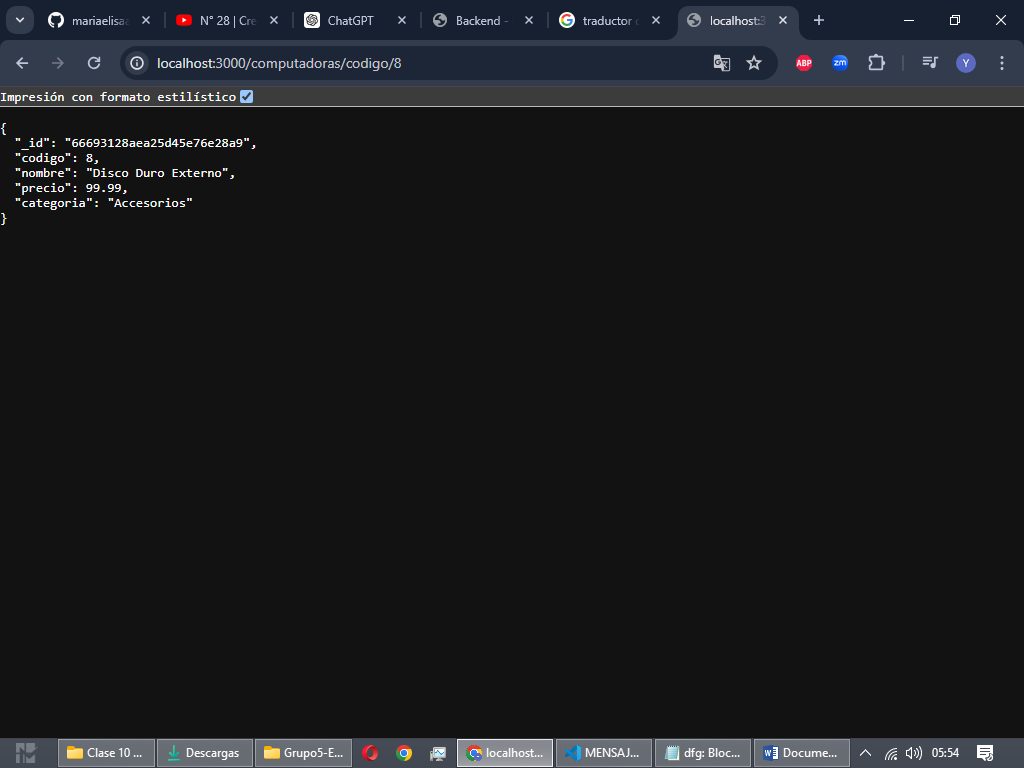 mariaelisaa
N° 28 | Cre
ChatGPT
Backend -
traductor
localhost:3
localhost:3000/computadoras/codigo/8
ABP
zm
Y
Impresión con formato estilístico
{
"_id": "66693128aea25d45e76e28a9",
"codigo": 8,
"nombre": "Disco Duro Externo",
"precio": 99.99,
"categoria": "Accesorios"
}
Clase 10 ...
Descargas
Grupo5-E...
localhost...
MENSAJ...
dfg: Bloc...
Docume...
05:54